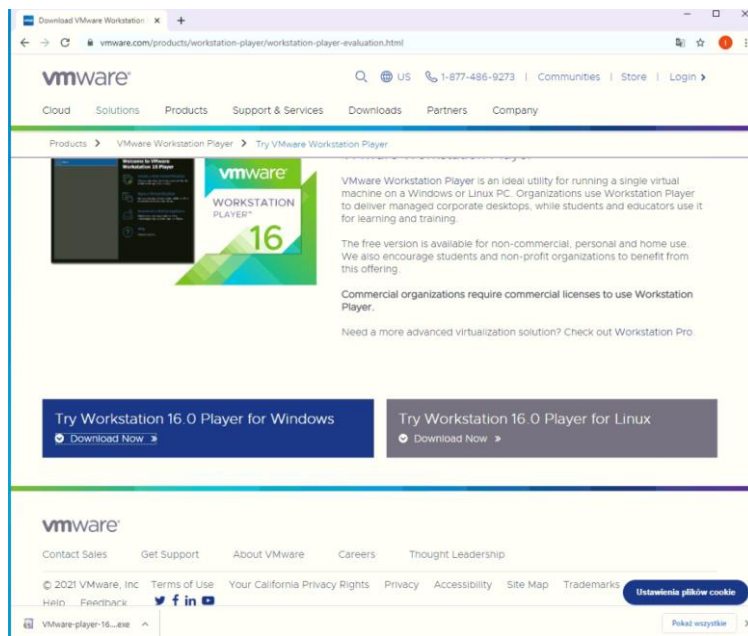 Download VMware Workstation
vmware.com/products/workstation-player/workstation-player-evaluation.html
vmware
US 1-877-486-9273 | Communities | Store | Login
Cloud Solutions Products Support & Services Downloads Partners Company
Products > VMware Workstation Player > Try VMware Workstation Player
Welcome to VMware
Workstation 16 Player
vmware
WORKSTATION
PLAYER™
16
VMware Workstation Player is an ideal utility for running a single virtual
machine on a Windows or Linux PC. Organizations use Workstation Player
to deliver managed corporate desktops, while students and educators use it
for learning and training.
The free version is available for non-commercial, personal and home use.
We also encourage students and non-profit organizations to benefit from
this offering.
Commercial organizations require commercial licenses to use Workstation
Player.
Need a more advanced virtualization solution? Check out Workstation Pro.
Try Workstation 16.0 Player for Windows
Download Now »
Try Workstation 16.0 Player for Linux
Download Now »
vmware
Contact Sales Get Support About VMware Careers Thought Leadership
© 2021 VMware, Inc Terms of Use Your California Privacy Rights Privacy Accessibility Site Map Trademarks
Help Feedback
Ustawienia plików cookie
VMware-player-16....exe
Pokaż wszystkie